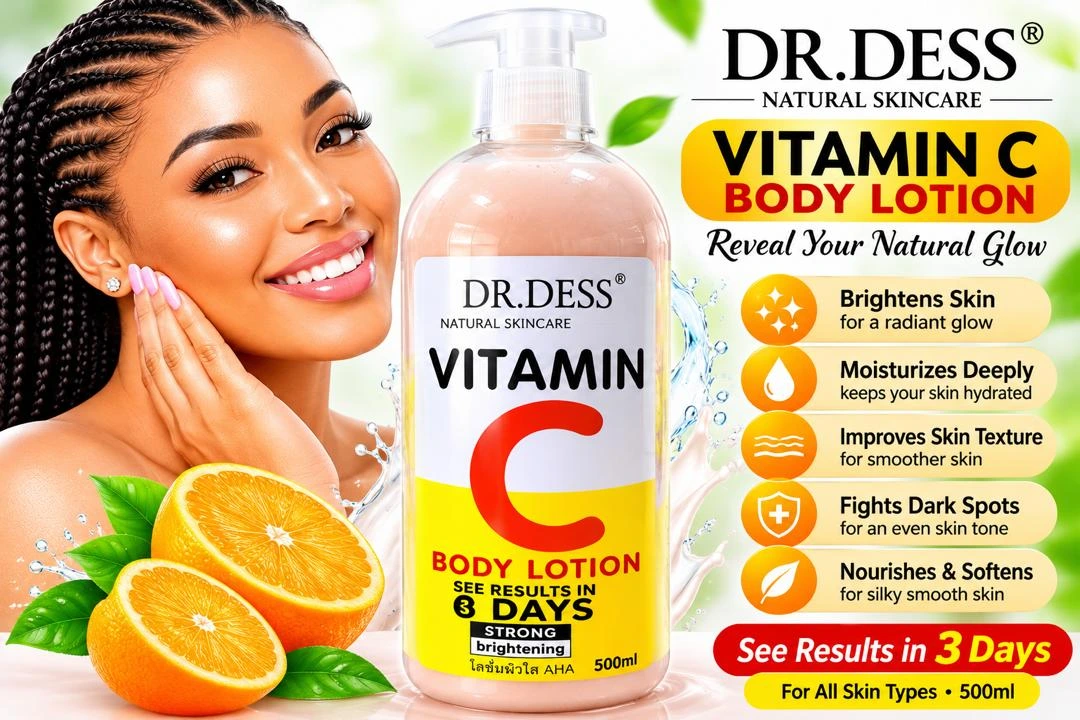 DR.DESS®
NATURAL SKINCARE
VITAMIN C
BODY LOTION
Reveal Your Natural Glow
Brightens Skin
for a radiant glow
Moisturizes Deeply
keeps your skin hydrated
Improves Skin Texture
for smoother skin
Fights Dark Spots
for an even skin tone
Nourishes & Softens
for silky smooth skin
See Results in 3 Days
For All Skin Types • 500ml
DR.DESS®
NATURAL SKINCARE
VITAMIN
C
BODY LOTION
SEE RESULTS IN
3 DAYS
STRONG
brightening
โลชั่นผิวใส AHA 500ml